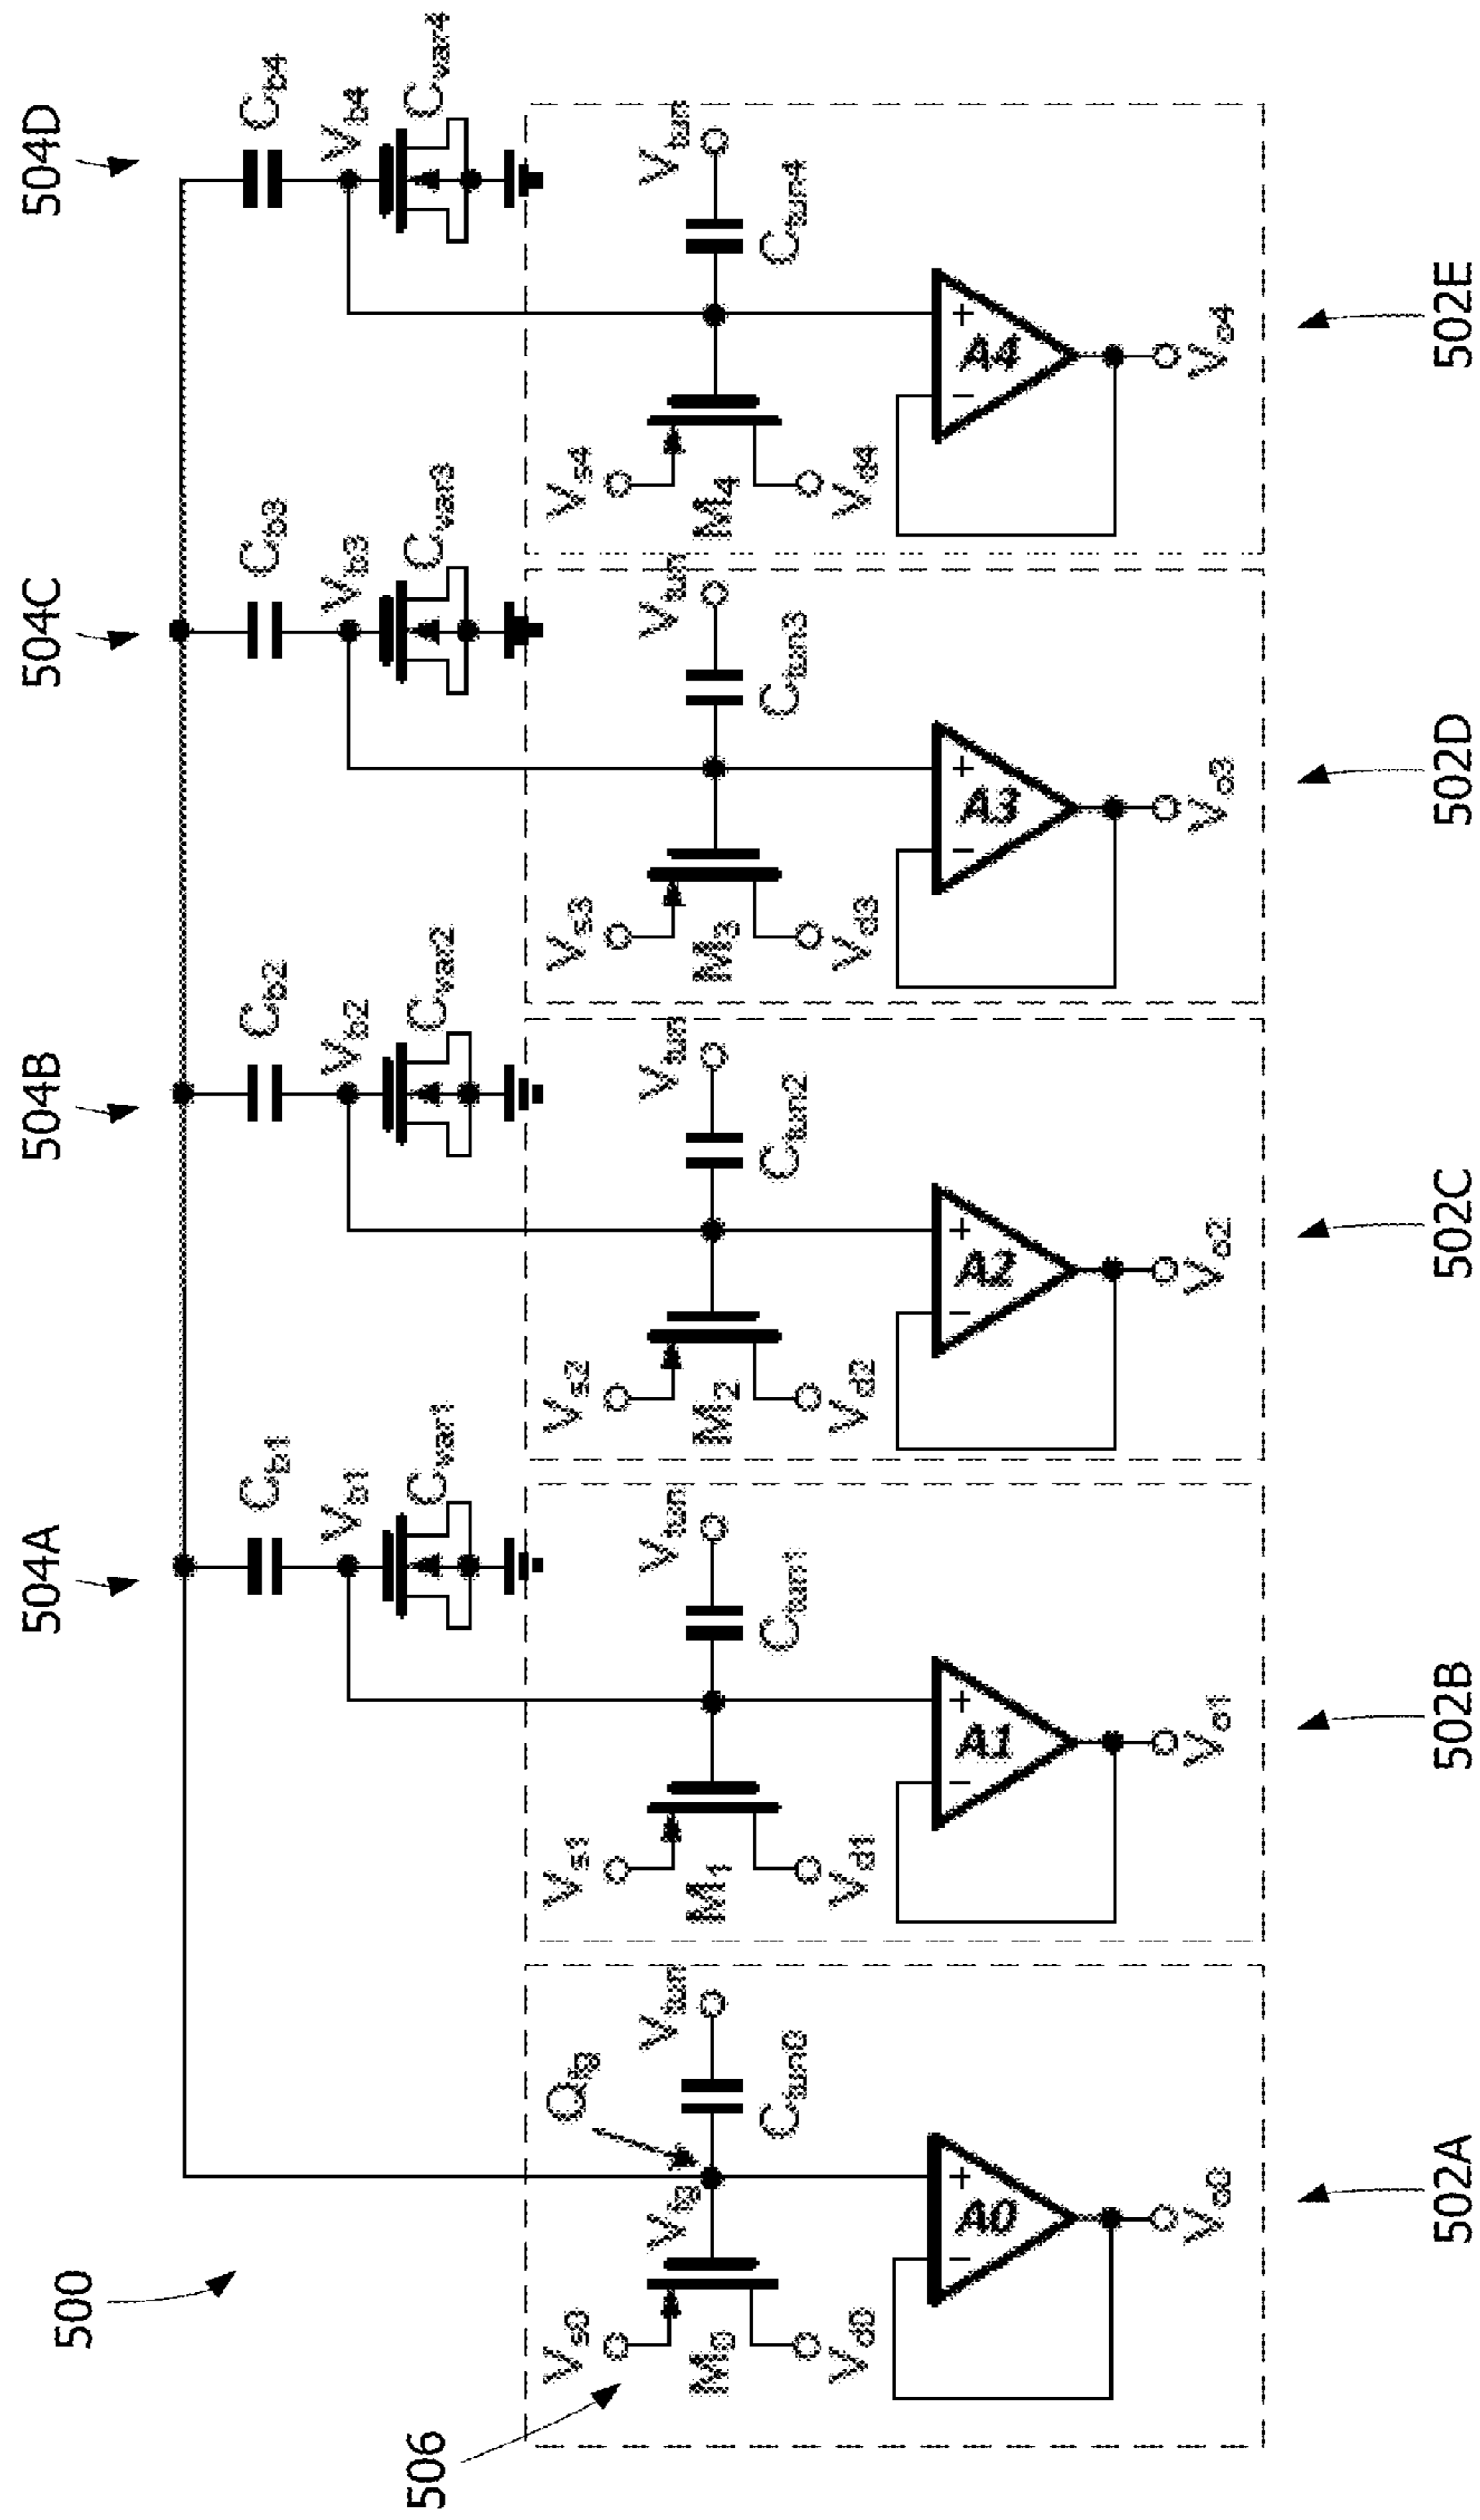 500
504A
504B
504C
504D
Cb1
Cb2
Cb3
Cb4
Vb1
Vb2
Vb3
Vb4
Cvar1
Cvar2
Cvar3
Cvar4
506
Vs0
Qfg
Vs1
Vs2
Vs3
Vs4
Vfg
Vtun
Vtun
Vtun
Vtun
Vtun
M0
M1
M2
M3
M4
Ctun0
Ctun1
Ctun2
Ctun3
Ctun4
Vd0
Vd1
Vd2
Vd3
Vd4
− +
− +
− +
− +
− +
A0
A1
A2
A3
A4
Vo0
Vo1
Vo2
Vo3
Vo4
502A
502B
502C
502D
502E